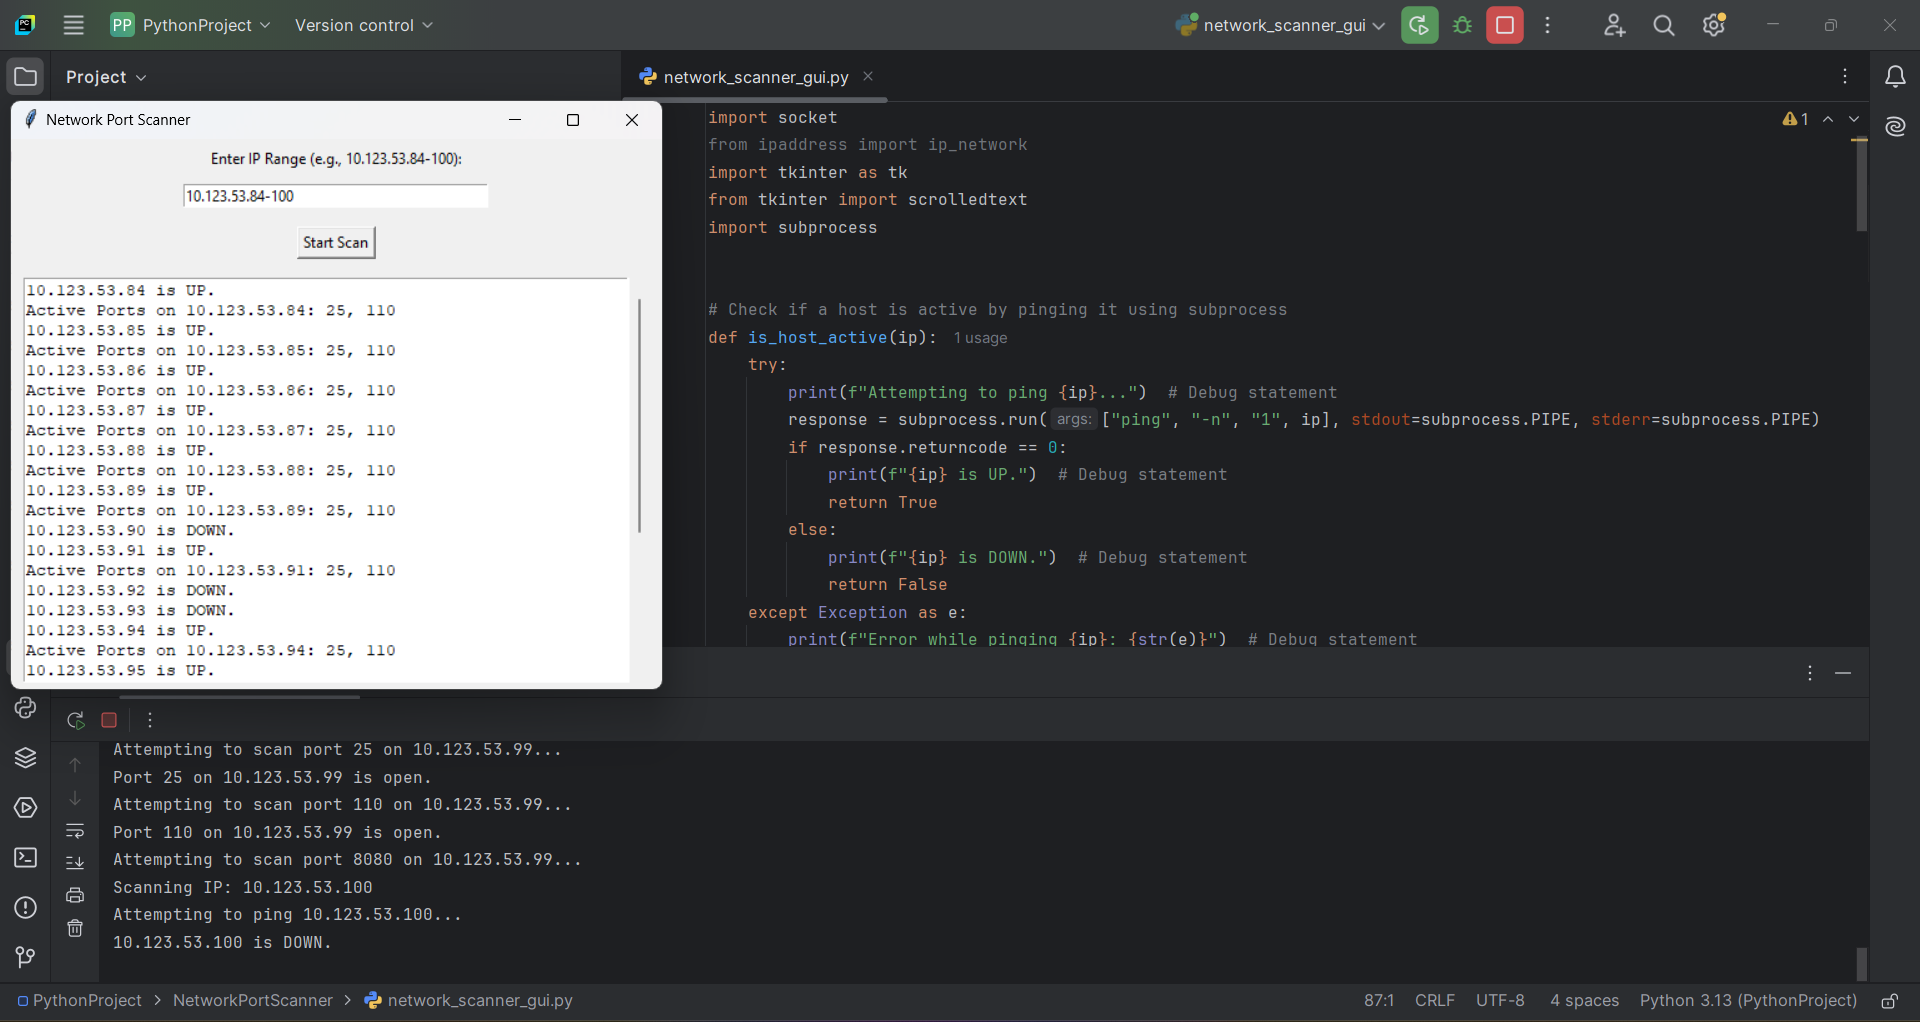 PP PythonProject Version control network_scanner_gui
Project
network_scanner_gui.py
Network Port Scanner
Enter IP Range (e.g., 10.123.53.84-100):
10.123.53.84-100
Start Scan
10.123.53.84 is UP.
Active Ports on 10.123.53.84: 25, 110
10.123.53.85 is UP.
Active Ports on 10.123.53.85: 25, 110
10.123.53.86 is UP.
Active Ports on 10.123.53.86: 25, 110
10.123.53.87 is UP.
Active Ports on 10.123.53.87: 25, 110
10.123.53.88 is UP.
Active Ports on 10.123.53.88: 25, 110
10.123.53.89 is UP.
Active Ports on 10.123.53.89: 25, 110
10.123.53.90 is DOWN.
10.123.53.91 is UP.
Active Ports on 10.123.53.91: 25, 110
10.123.53.92 is DOWN.
10.123.53.93 is DOWN.
10.123.53.94 is UP.
Active Ports on 10.123.53.94: 25, 110
10.123.53.95 is UP.
import socket
from ipaddress import ip_network
import tkinter as tk
from tkinter import scrolledtext
import subprocess
# Check if a host is active by pinging it using subprocess
def is_host_active(ip): 1 usage
try:
print(f"Attempting to ping {ip}...") # Debug statement
response = subprocess.run( args: ["ping", "-n", "1", ip], stdout=subprocess.PIPE, stderr=subprocess.PIPE)
if response.returncode == 0:
print(f"{ip} is UP.") # Debug statement
return True
else:
print(f"{ip} is DOWN.") # Debug statement
return False
except Exception as e:
print(f"Error while pinging {ip}: {str(e)}") # Debug statement
1
Attempting to scan port 25 on 10.123.53.99...
Port 25 on 10.123.53.99 is open.
Attempting to scan port 110 on 10.123.53.99...
Port 110 on 10.123.53.99 is open.
Attempting to scan port 8080 on 10.123.53.99...
Scanning IP: 10.123.53.100
Attempting to ping 10.123.53.100...
10.123.53.100 is DOWN.
PythonProject > NetworkPortScanner > network_scanner_gui.py 87:1 CRLF UTF-8 4 spaces Python 3.13 (PythonProject)